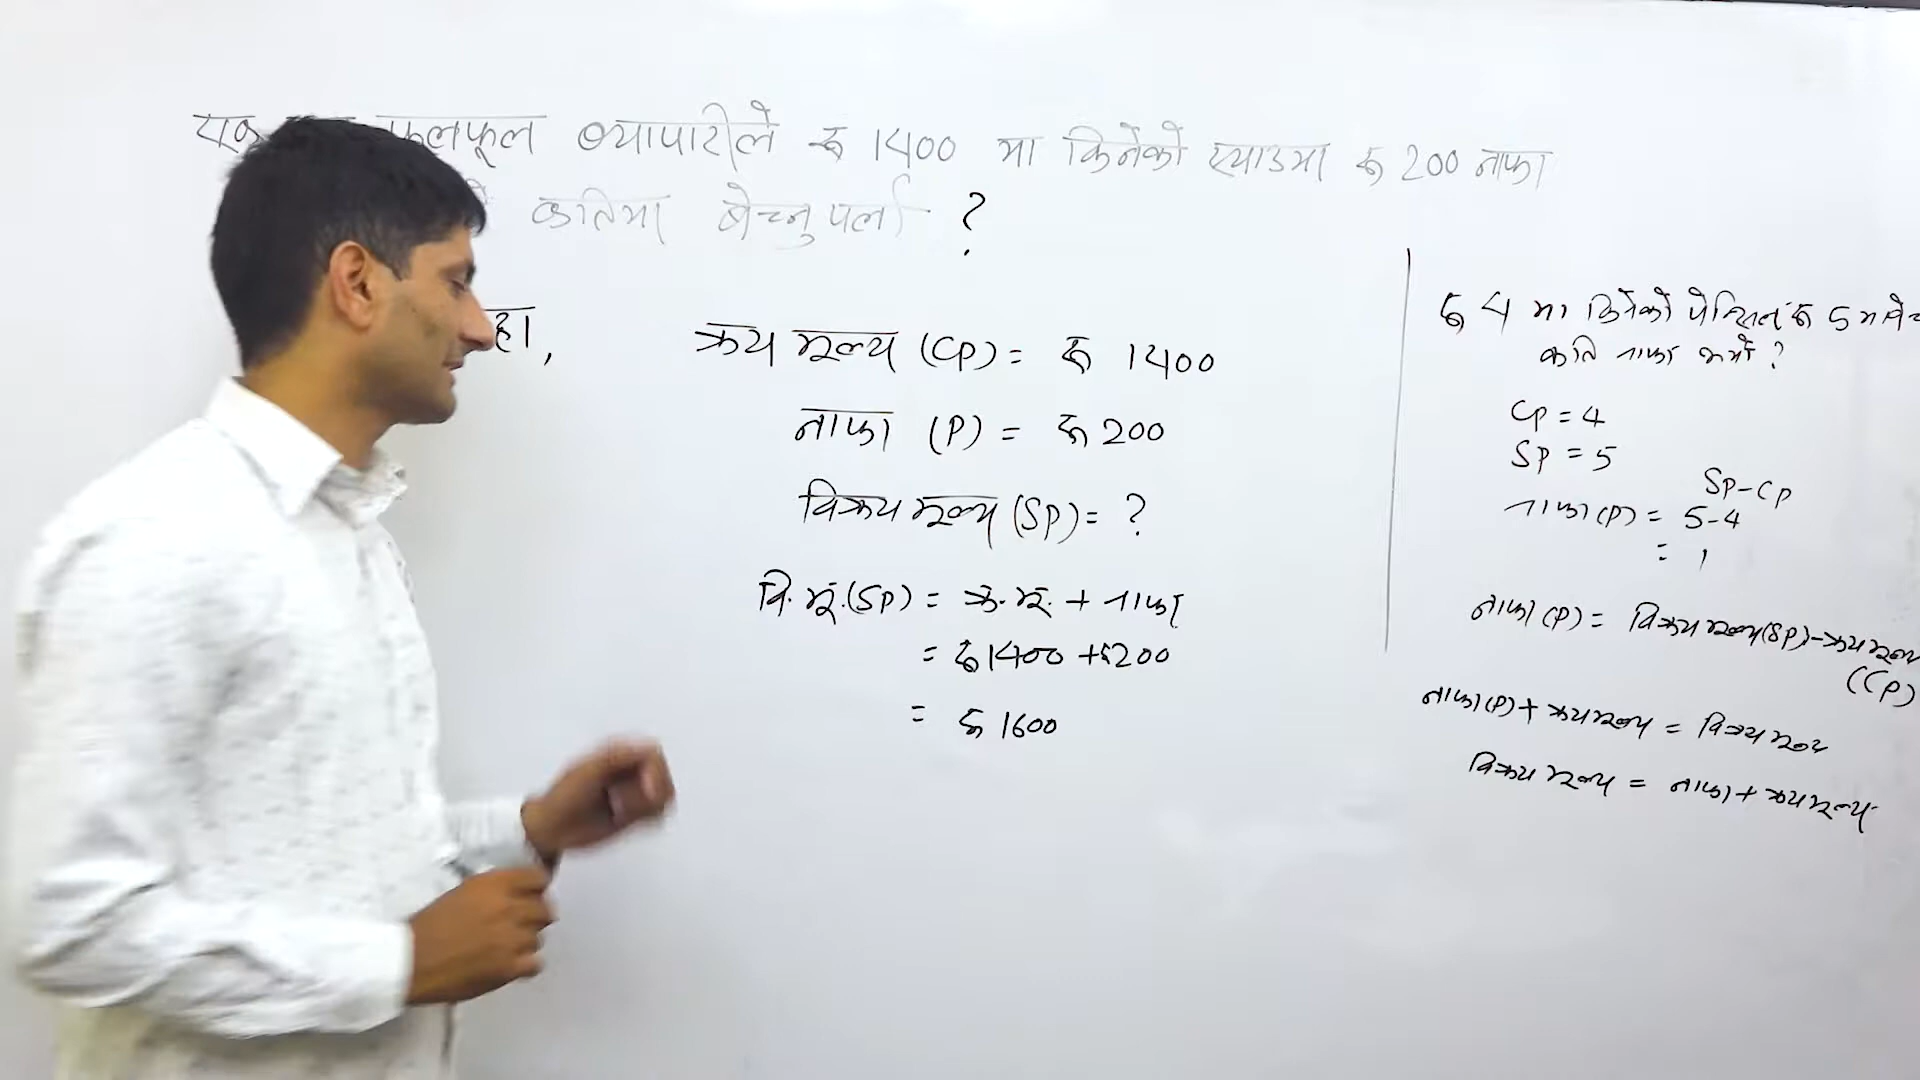 फलफूल व्यापारीले रू 1400 मा किनेको स्याउमा रू 200 नाफा
कतिमा बेच्नुपर्ला ?
हाँ,
क्रय मूल्य (CP) = रू 1400
नाफा (P) = रू 200
विक्रय मूल्य (SP) = ?
वि.मू.(SP) = क्र.मू. + नाफा
= रू 1400 + रू 200
= रू 1600
रू 4 मा किनेको पेन्सिल रू 5 मा
कति नाफा भयो ?
CP = 4
SP = 5
SP-CP
नाफा (P) = 5-4
= 1
नाफा (P) = विक्रय मूल्य (SP) - क्रय मूल्य
(CP)
नाफा (P) + क्रय मूल्य = विक्रय मूल्य
विक्रय मूल्य = नाफा + क्रय मूल्य